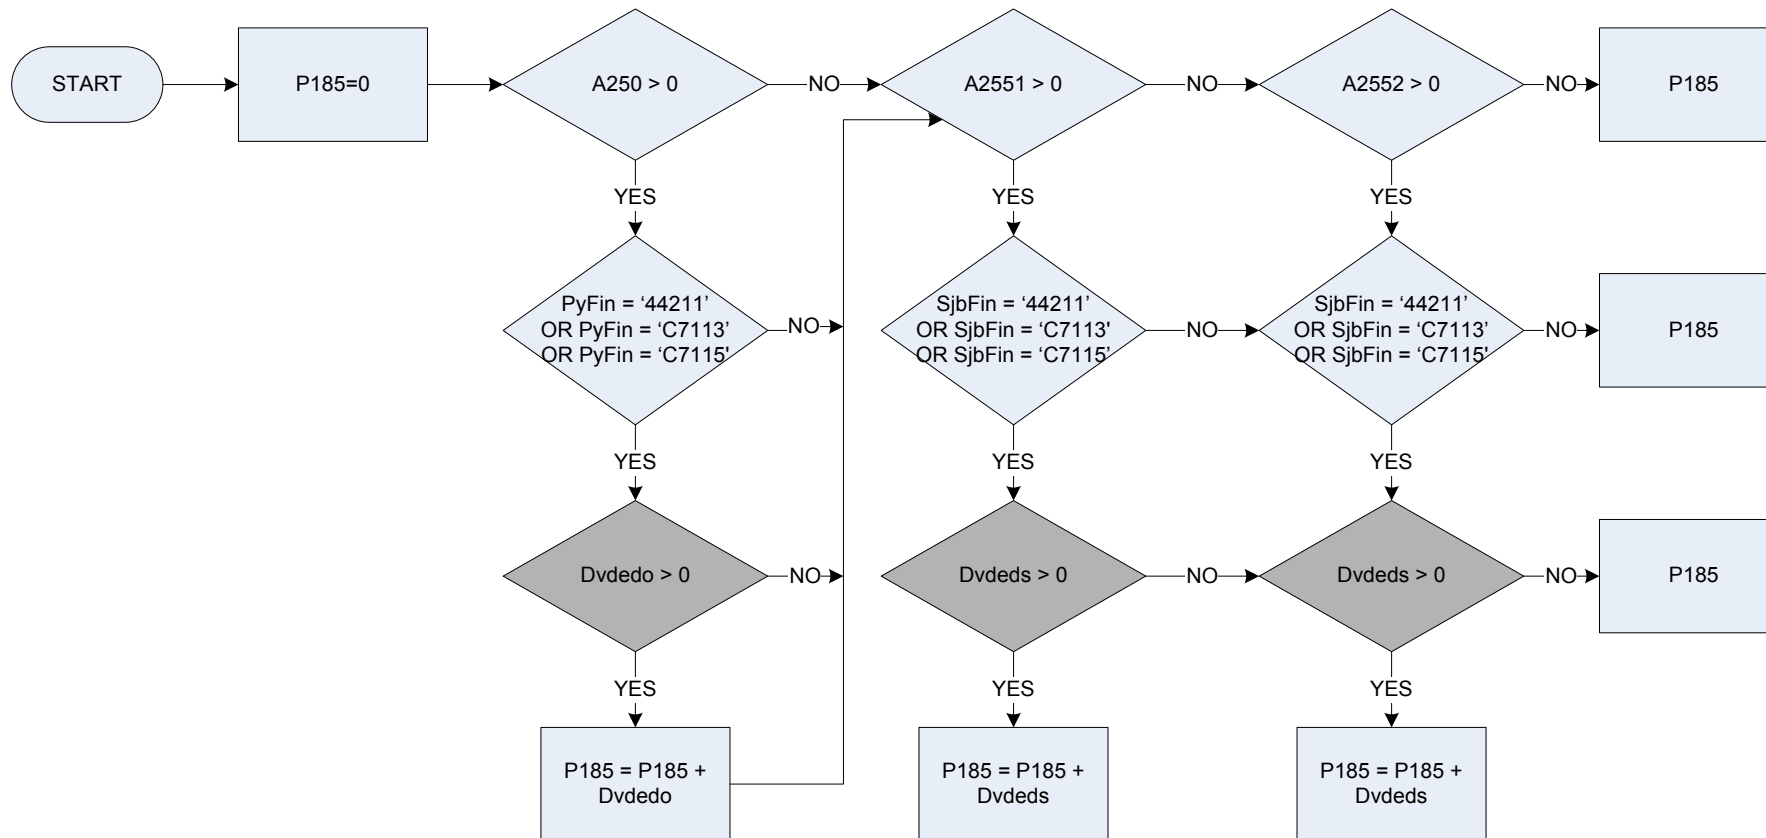 START
P185=0
A250 > 0
NO
A2551 > 0
NO
A2552 > 0
NO
P185
YES
YES
YES
PyFin = ‘44211’
OR PyFin = ‘C7113’
OR PyFin = ‘C7115'
NO
SjbFin = ‘44211’
OR SjbFin = ‘C7113'
OR SjbFin = ‘C7115’
NO
SjbFin = ‘44211’
OR SjbFin = ‘C7113’
OR SjbFin = ‘C7115'
NO
P185
YES
YES
YES
Dvdedo > 0
NO
Dvdeds > 0
NO
Dvdeds > 0
NO
P185
YES
YES
YES
P185 = P185 +
Dvdedo
P185 = P185 +
Dvdeds
P185 = P185 +
Dvdeds